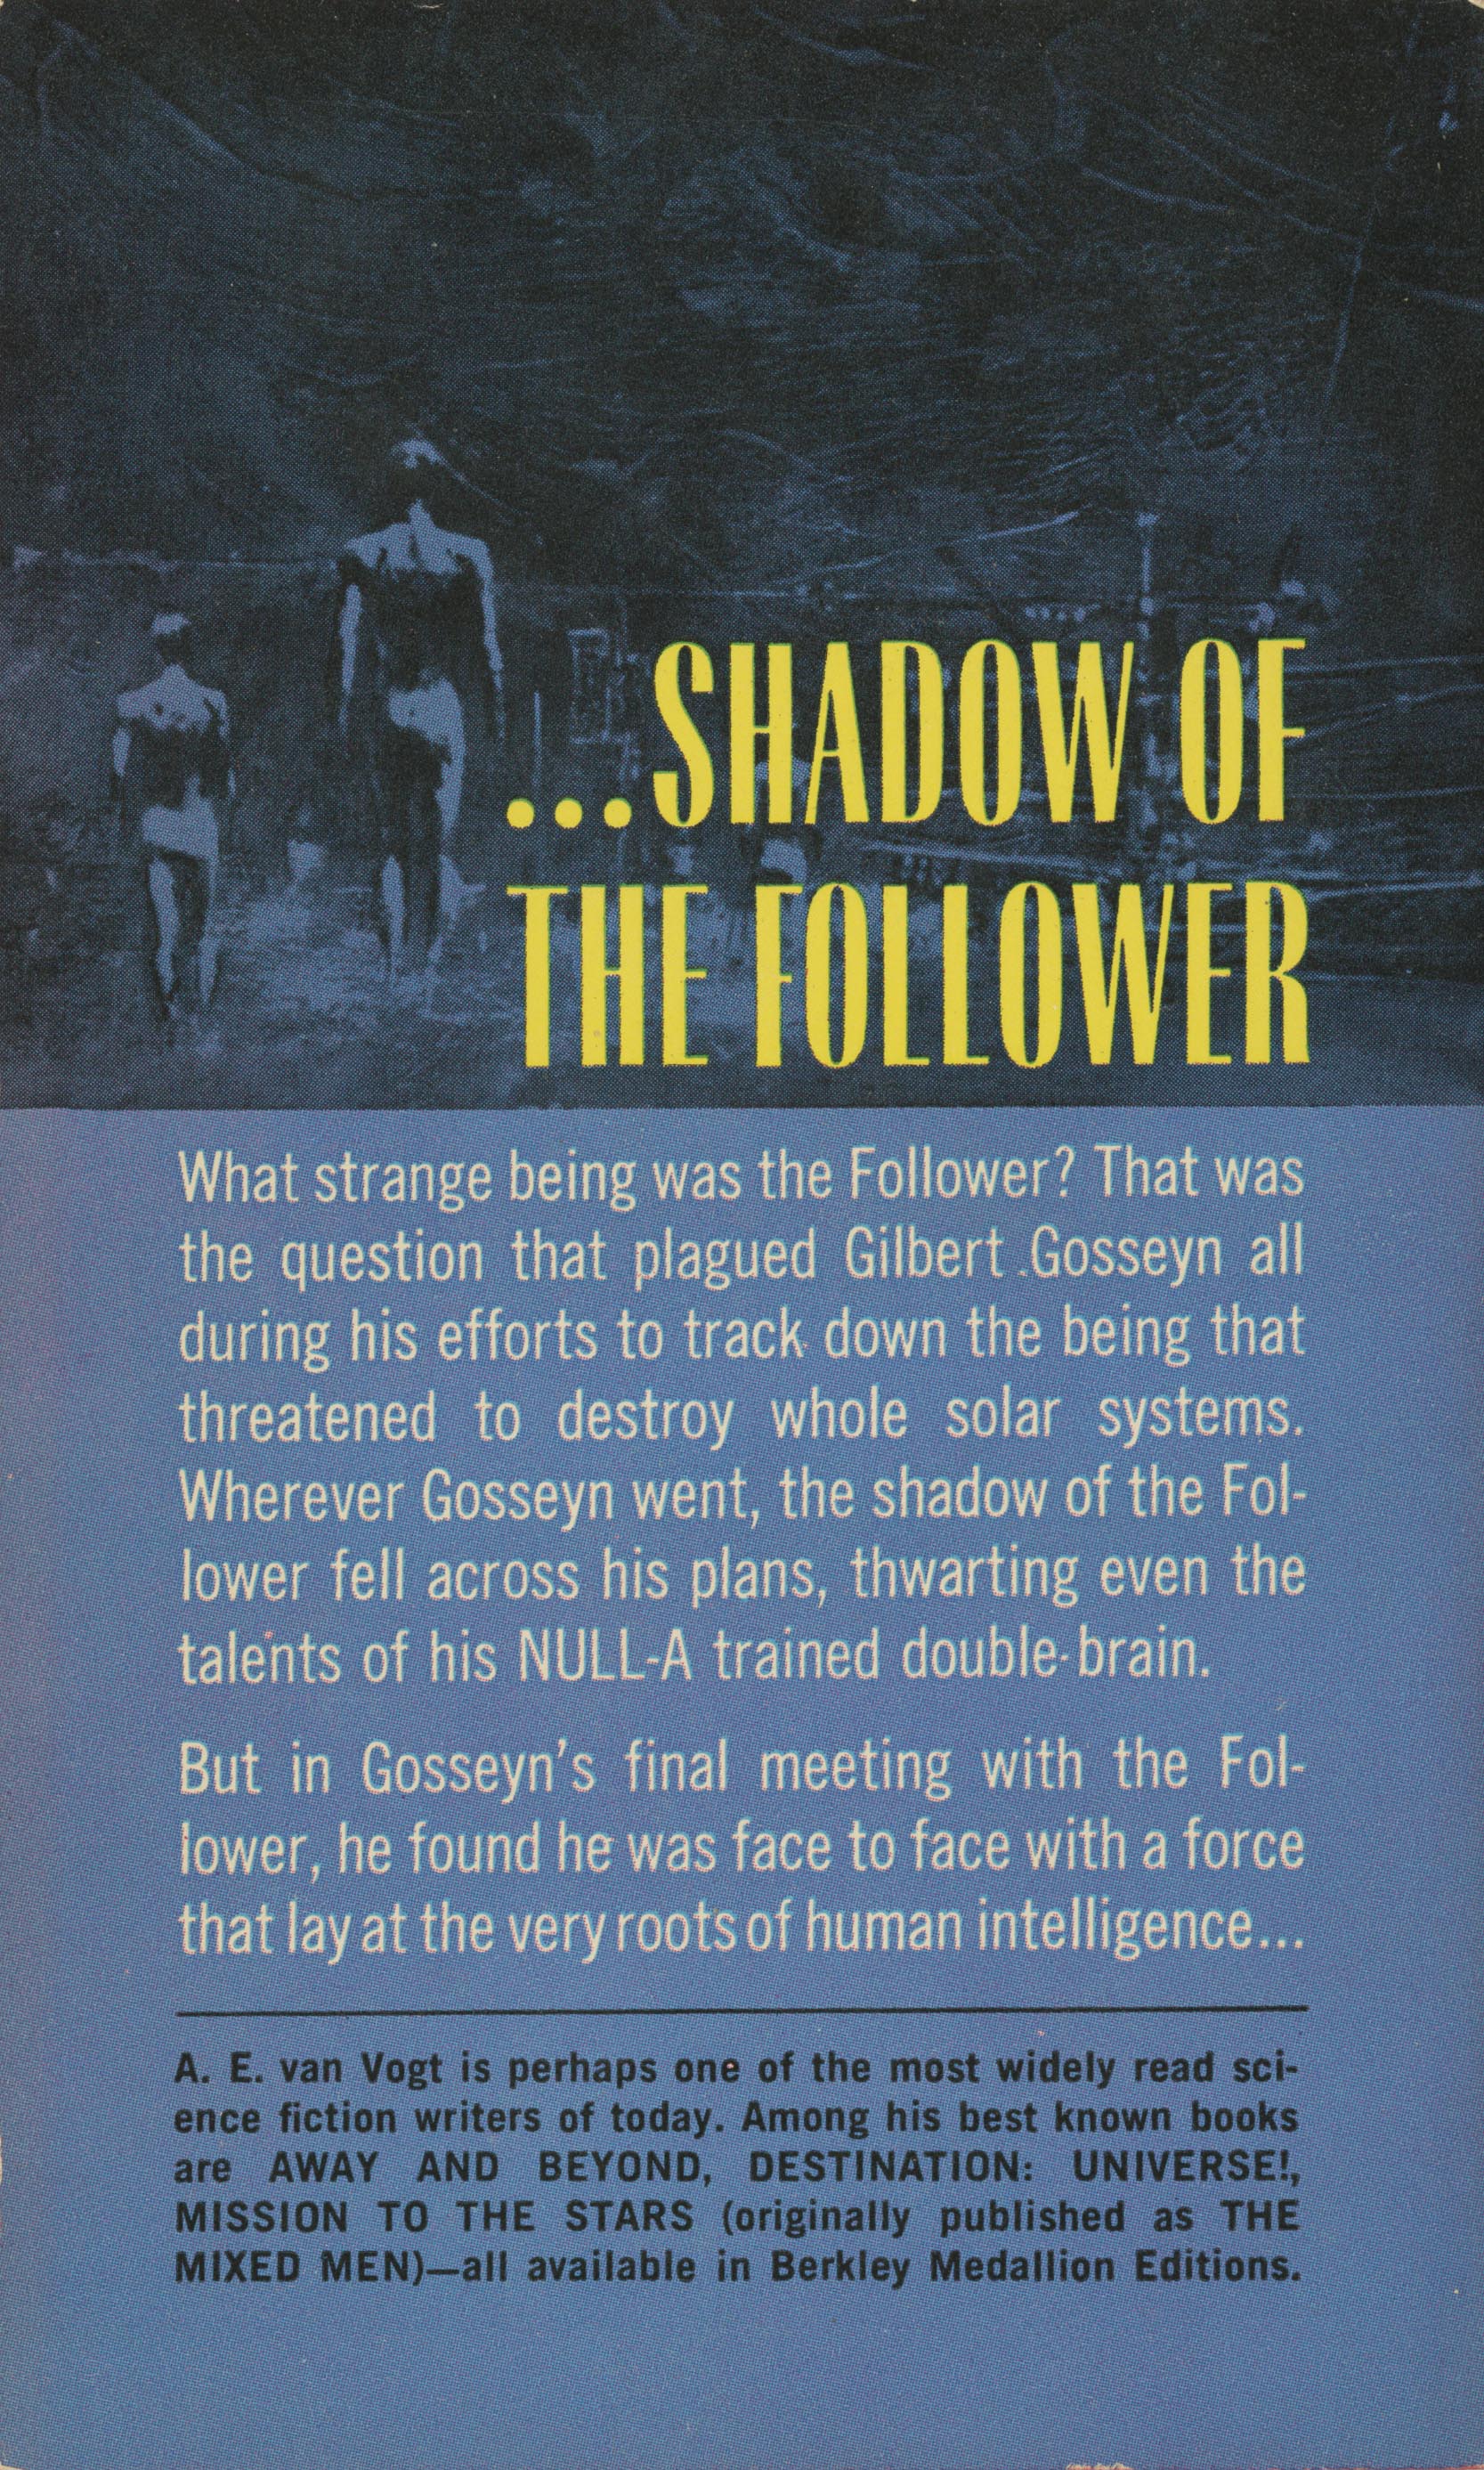 ...SHADOW OF
THE FOLLOWER
What strange being was the Follower? That was
the question that plagued Gilbert Gosseyn all
during his efforts to track down the being that
threatened to destroy whole solar systems.
Wherever Gosseyn went, the shadow of the Fol-
lower fell across his plans, thwarting even the
talents of his NULL-A trained double-brain.
But in Gosseyn's final meeting with the Fol-
lower, he found he was face to face with a force
that lay at the very roots of human intelligence...
A. E. van Vogt is perhaps one of the most widely read sci-
ence fiction writers of today. Among his best known books
are AWAY AND BEYOND, DESTINATION: UNIVERSE!,
MISSION TO THE STARS (originally published as THE
MIXED MEN)—all available in Berkley Medallion Editions.